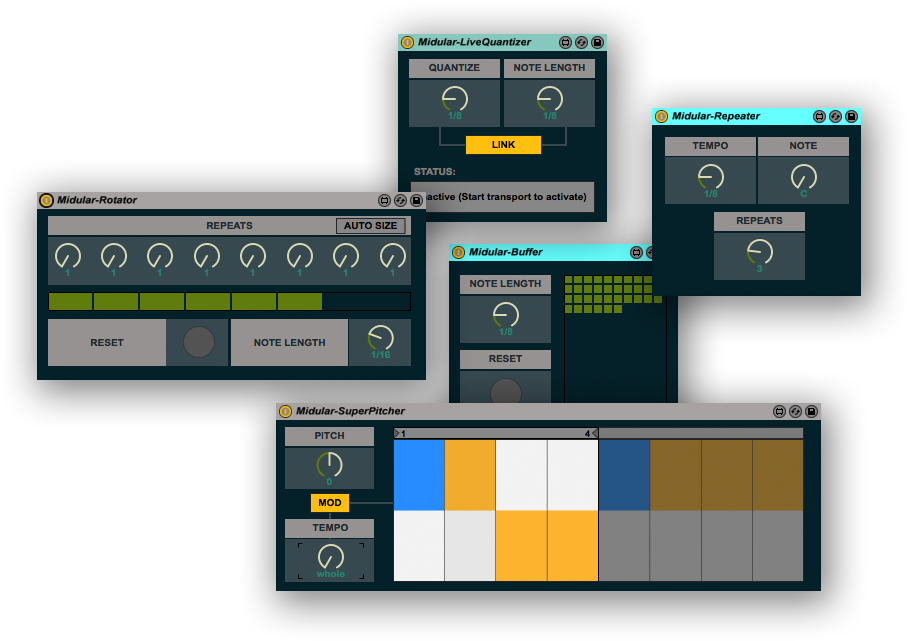 Midular-LiveQuantizer
QUANTIZE NOTE LENGTH
1/8 1/8
LINK
STATUS:
active (Start transport to activate)
Midular-Repeater
TEMPO NOTE
1/8 C
REPEATS
3
Midular-Rotator
REPEATS AUTO SIZE
1 1 1 1 1 1 1 1
RESET NOTE LENGTH
1/16
Midular-Buffer
NOTE LENGTH
1/8
RESET
Midular-SuperPitcher
PITCH
0
MOD
TEMPO
whole
1 4